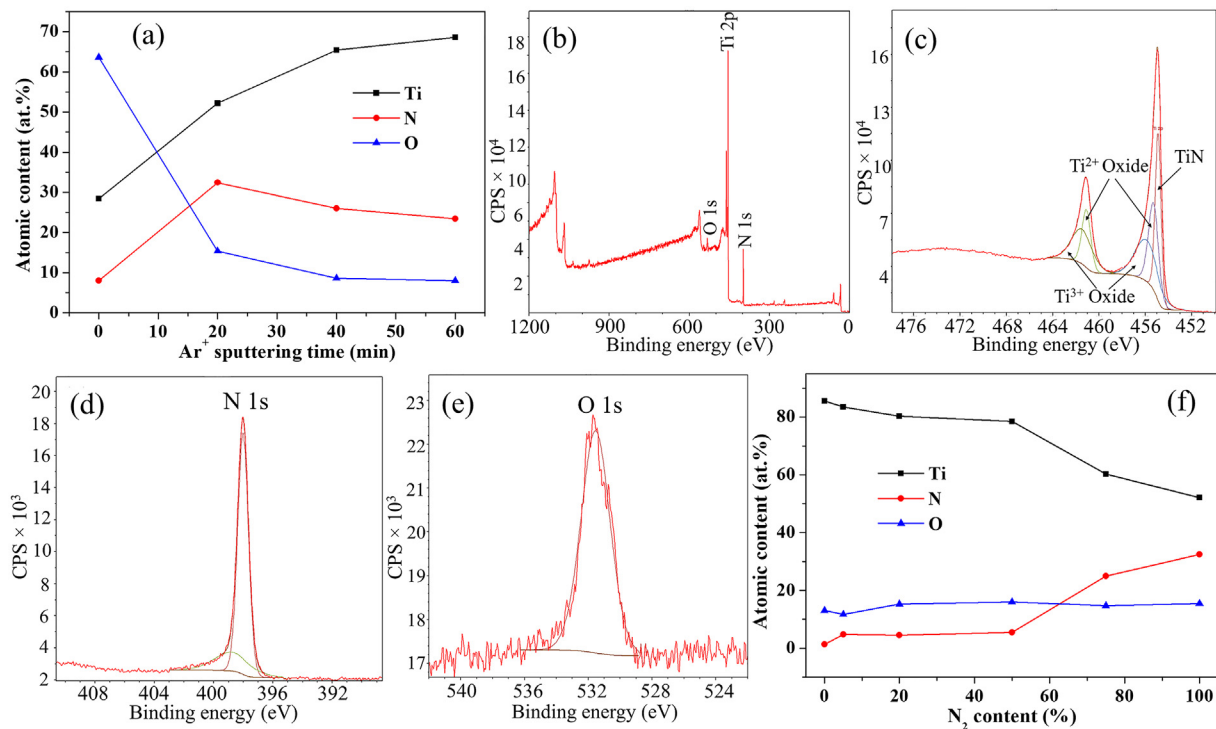 (a)
80
70
60
50
40
30
20
10
0
Atomic content (at.%)
Ti
N
O
0 10 20 30 40 50 60
Ar+ sputtering time (min)
(b)
18
16
14
12
10
8
6
4
2
CPS × 10^4
Ti 2p
O 1s
N 1s
1200 900 600 300 0
Binding energy (eV)
(c)
16
13
10
7
4
CPS × 10^4
Ti2+ Oxide
TiN
Ti3+ Oxide
478 472 466 460 456 450
Binding energy (eV)
(d)
N 1s
20
18
16
14
12
10
8
6
4
2
CPS × 10^3
408 404 400 396 392
Binding energy (eV)
(e)
O 1s
23
22
21
20
19
18
17
CPS × 10^3
540 536 532 528 524
Binding energy (eV)
(f)
80
60
40
20
0
Atomic content (at.%)
Ti
N
O
0 20 40 60 80 100
N2 content (%)